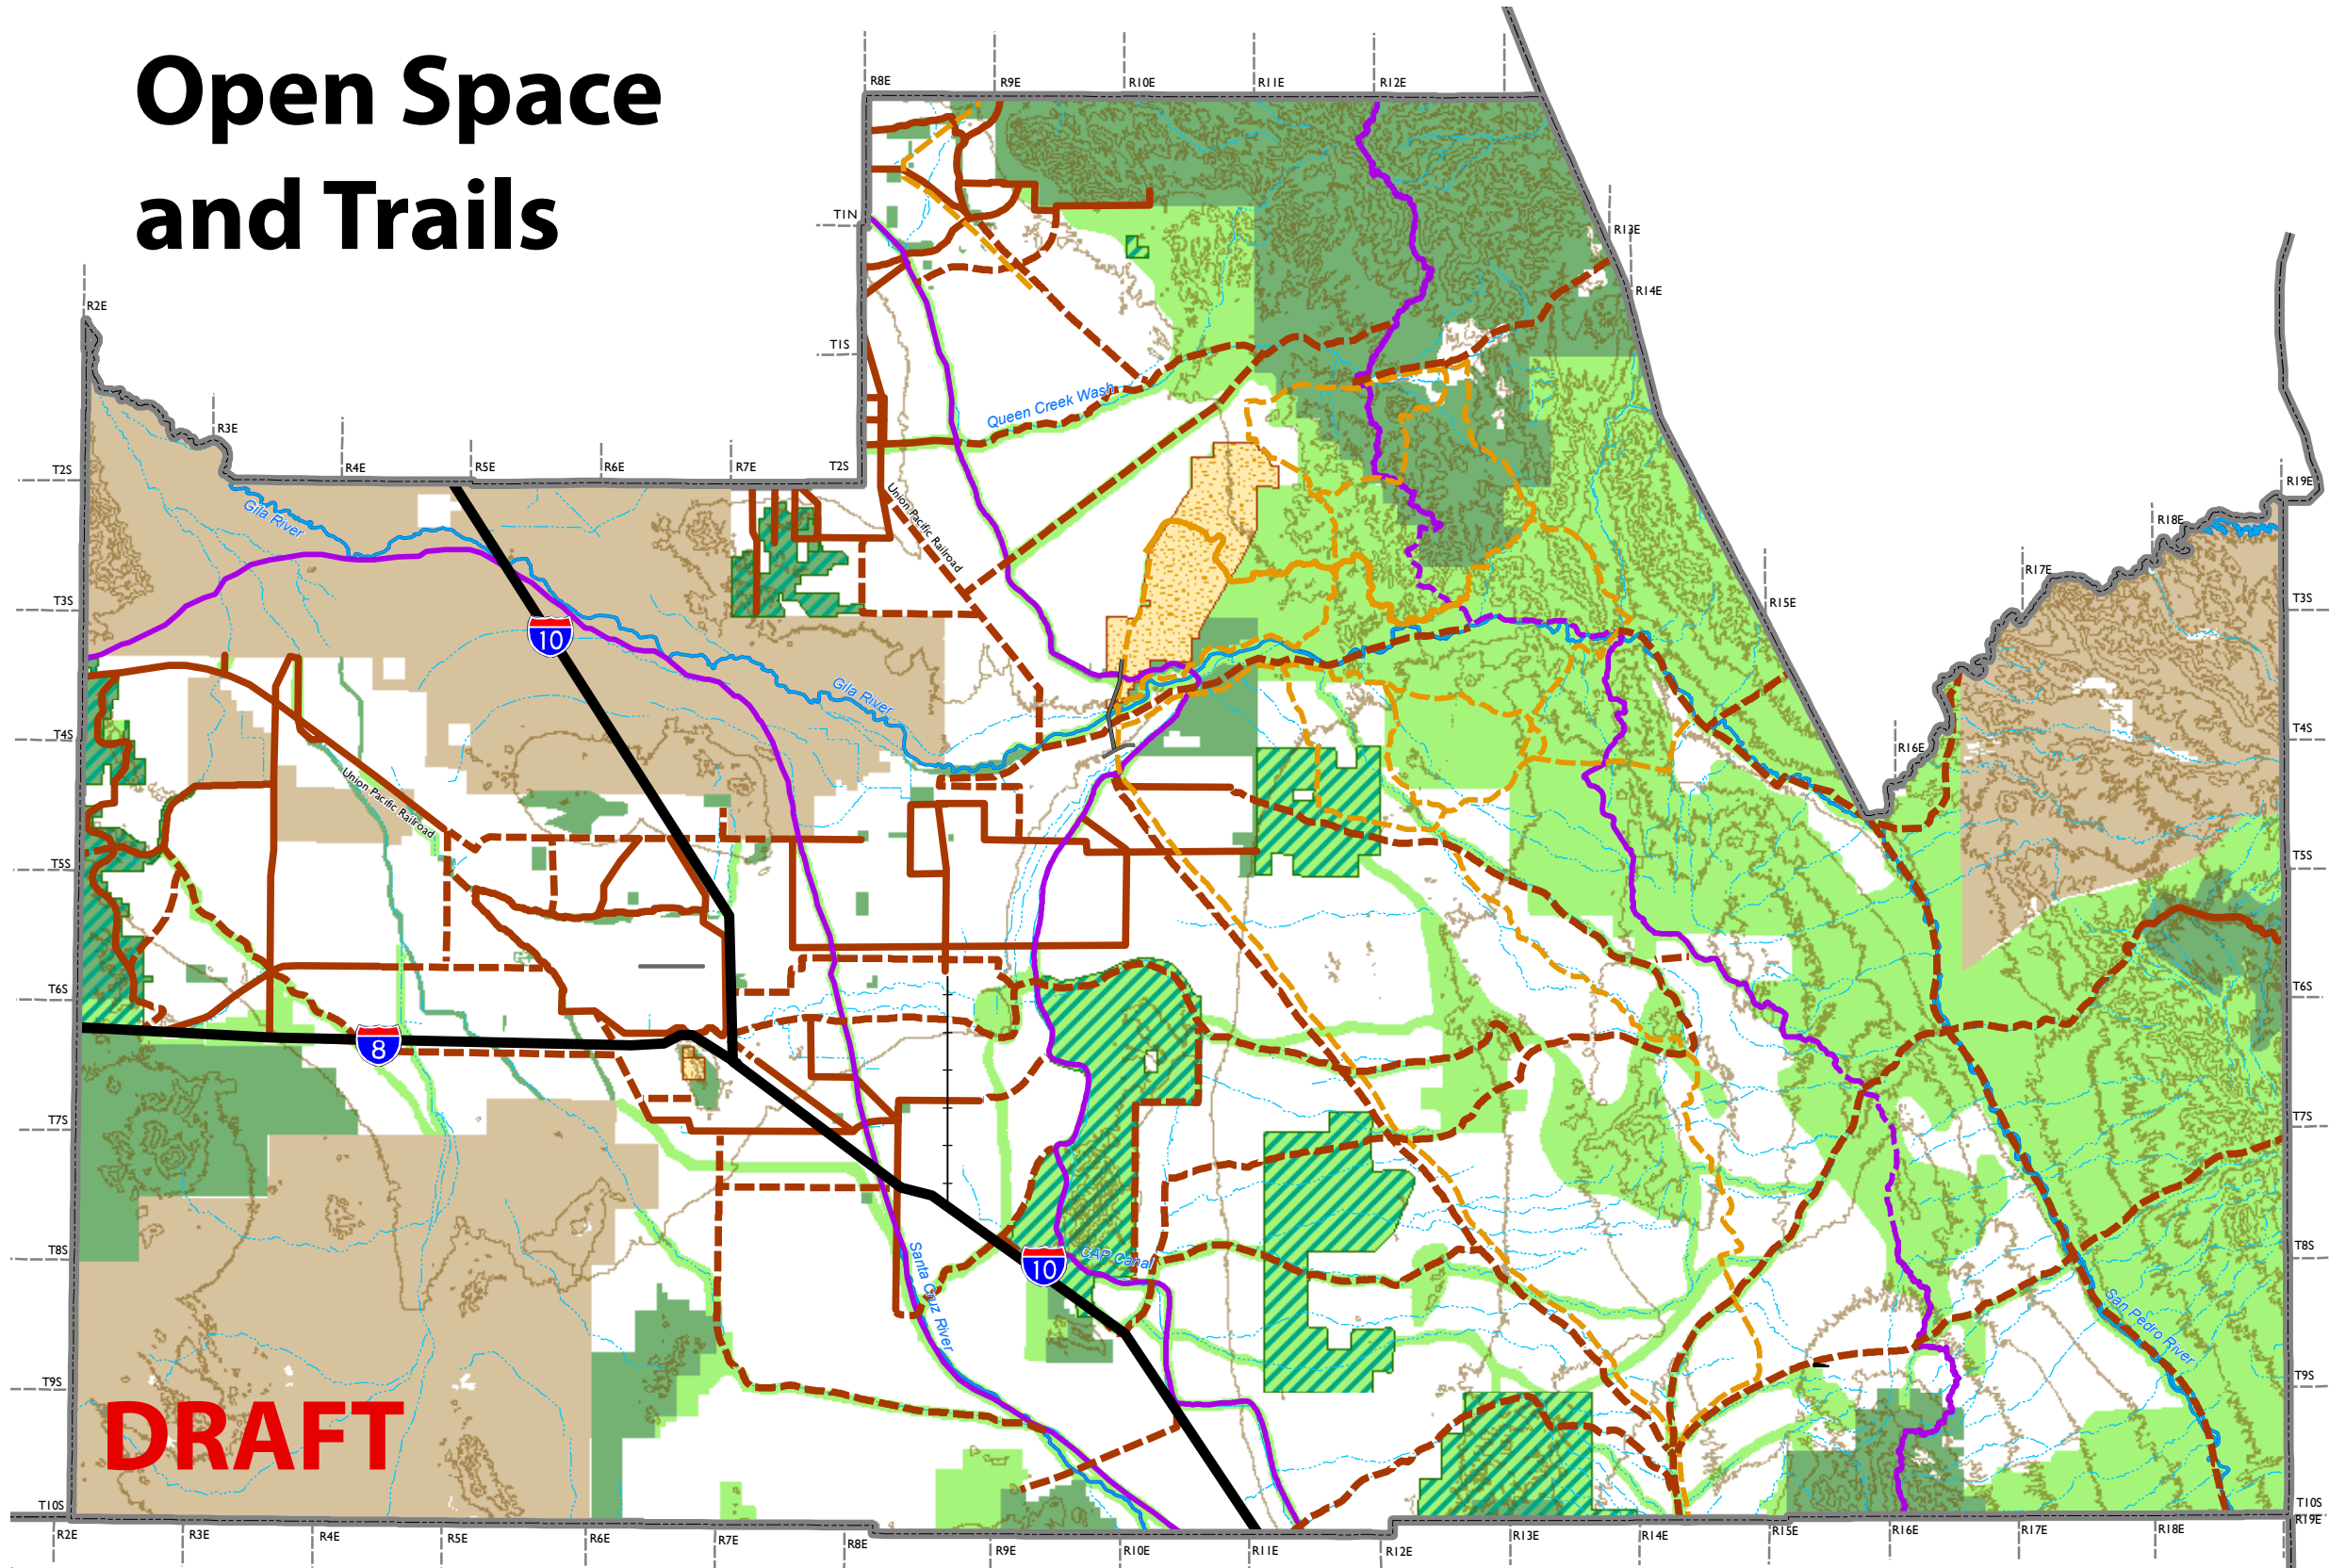 Open Space
and Trails
R8E
R9E
R10E
R11E
R12E
T1N
R13E
R14E
R2E
T1S
R3E
Queen Creek Wash
T2S
R4E
R5E
R6E
R7E
T2S
R19E
Gila River
Union Pacific Railroad
R18E
R17E
T3S
R15E
T3S
10
Gila River
T4S
R16E
T4S
Union Pacific Railroad
T5S
T5S
T6S
T6S
8
T7S
T7S
T8S
CAP Canal
T8S
10
Santa Cruz River
San Pedro River
T9S
T9S
DRAFT
T10S
T10S
R2E
R3E
R4E
R5E
R6E
R7E
R8E
R9E
R10E
R11E
R12E
R13E
R14E
R15E
R16E
R17E
R18E
R19E